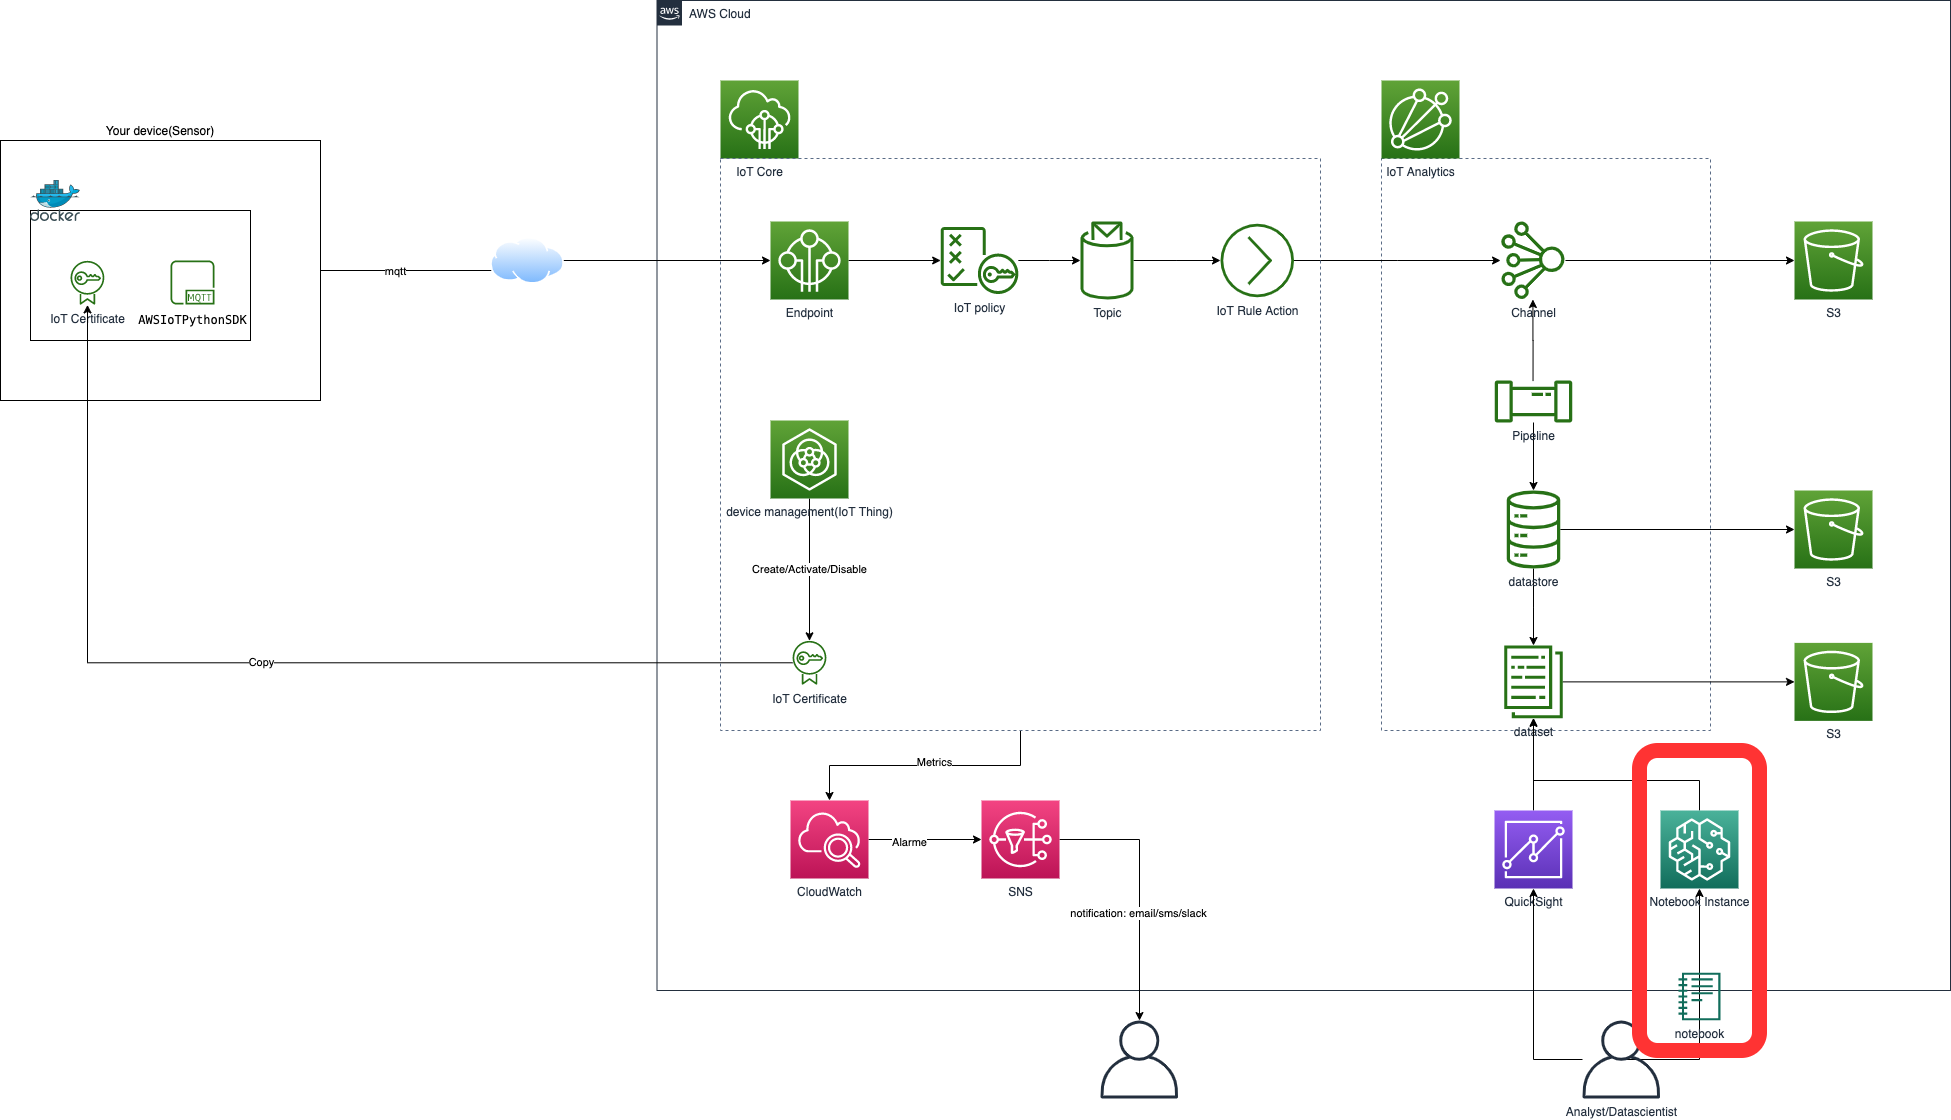 aws
AWS Cloud
Your device(Sensor)
docker
IoT Certificate
MQTT
AWSIoTPythonSDK
mqtt
IoT Core
Endpoint
IoT policy
Topic
IoT Rule Action
device management(IoT Thing)
Create/Activate/Disable
IoT Certificate
Copy
IoT Analytics
Channel
S3
Pipeline
datastore
S3
dataset
S3
Metrics
CloudWatch
Alarme
SNS
notification: email/sms/slack
QuickSight
Notebook Instance
notebook
Analyst/Datascientist